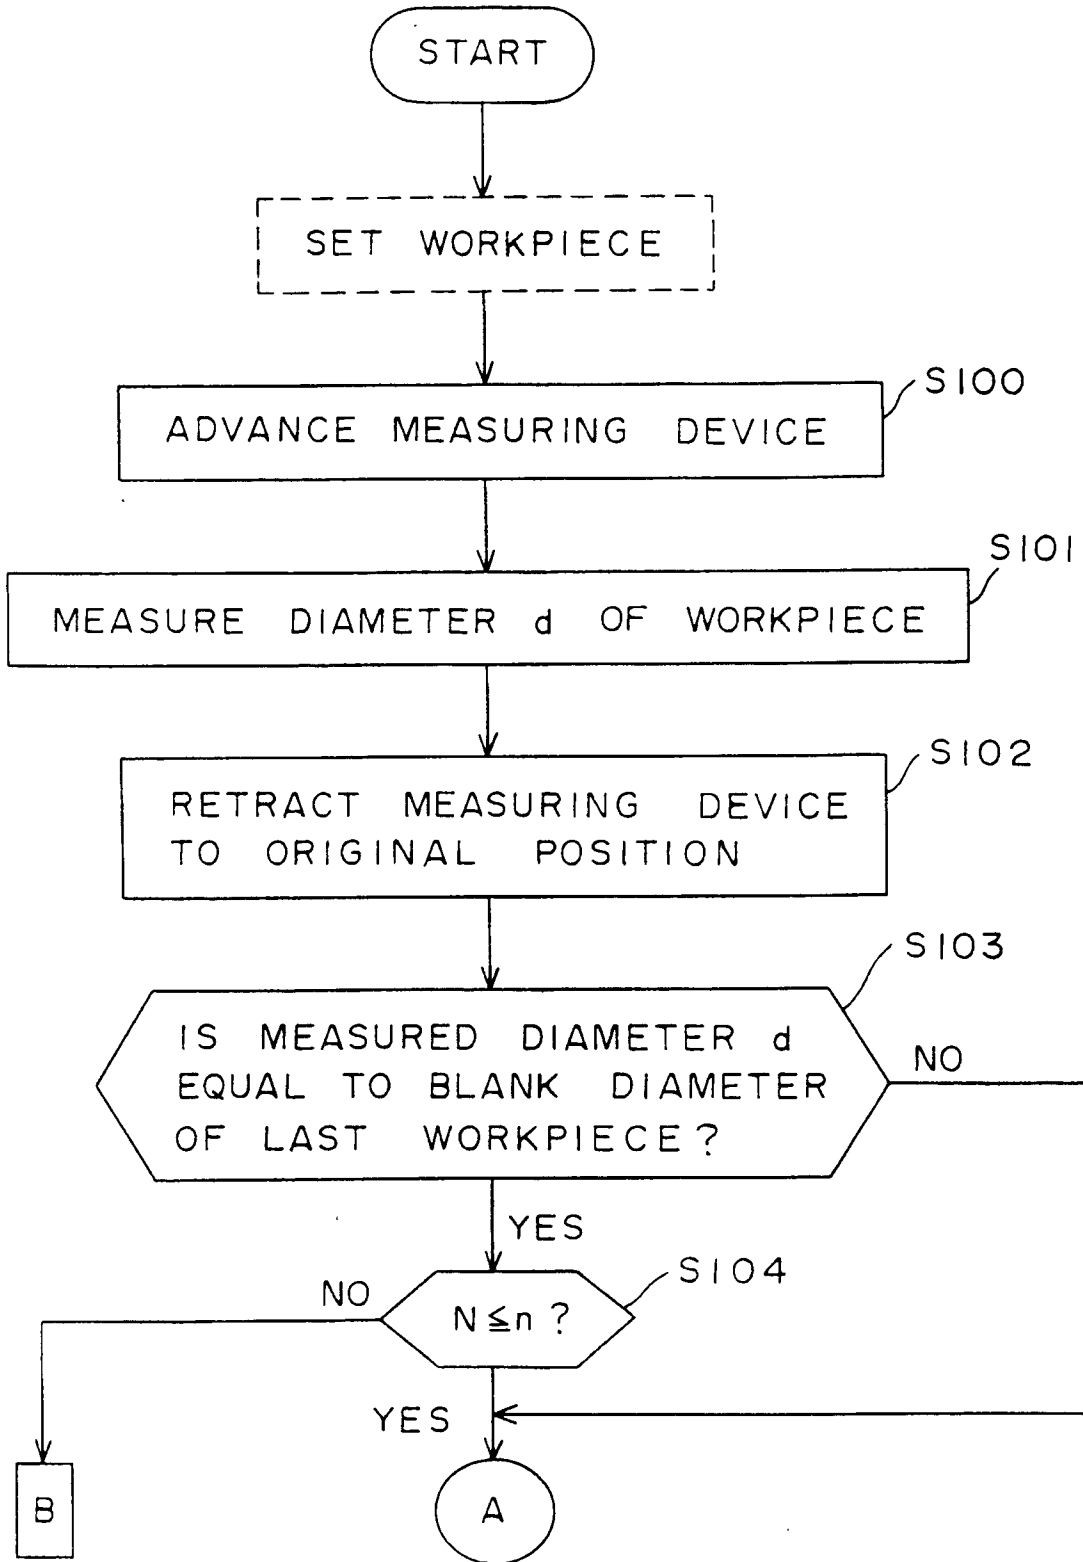 START
SET WORKPIECE
S100
ADVANCE MEASURING DEVICE
S101
MEASURE DIAMETER d OF WORKPIECE
S102
RETRACT MEASURING DEVICE
TO ORIGINAL POSITION
S103
IS MEASURED DIAMETER d
EQUAL TO BLANK DIAMETER
OF LAST WORKPIECE?
NO
YES
S104
NO
N≦n?
YES
B
A